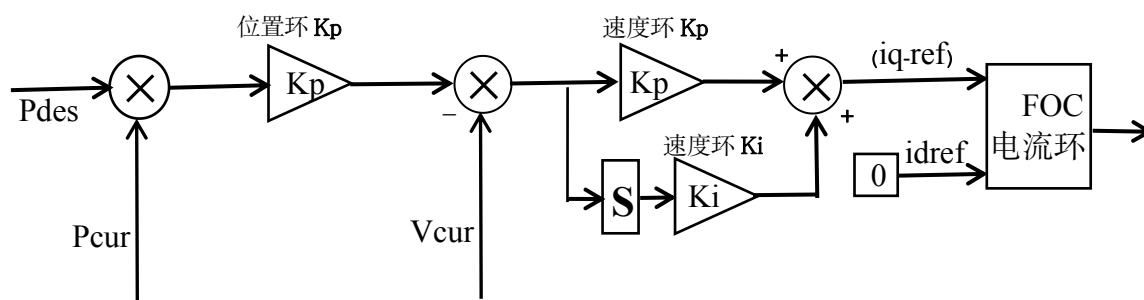 位置环 Kp
速度环 Kp
Pdes
Kp
−
Kp
+
+
(iq-ref)
FOC
电流环
速度环 Ki
S
Ki
0
idref
Pcur
Vcur